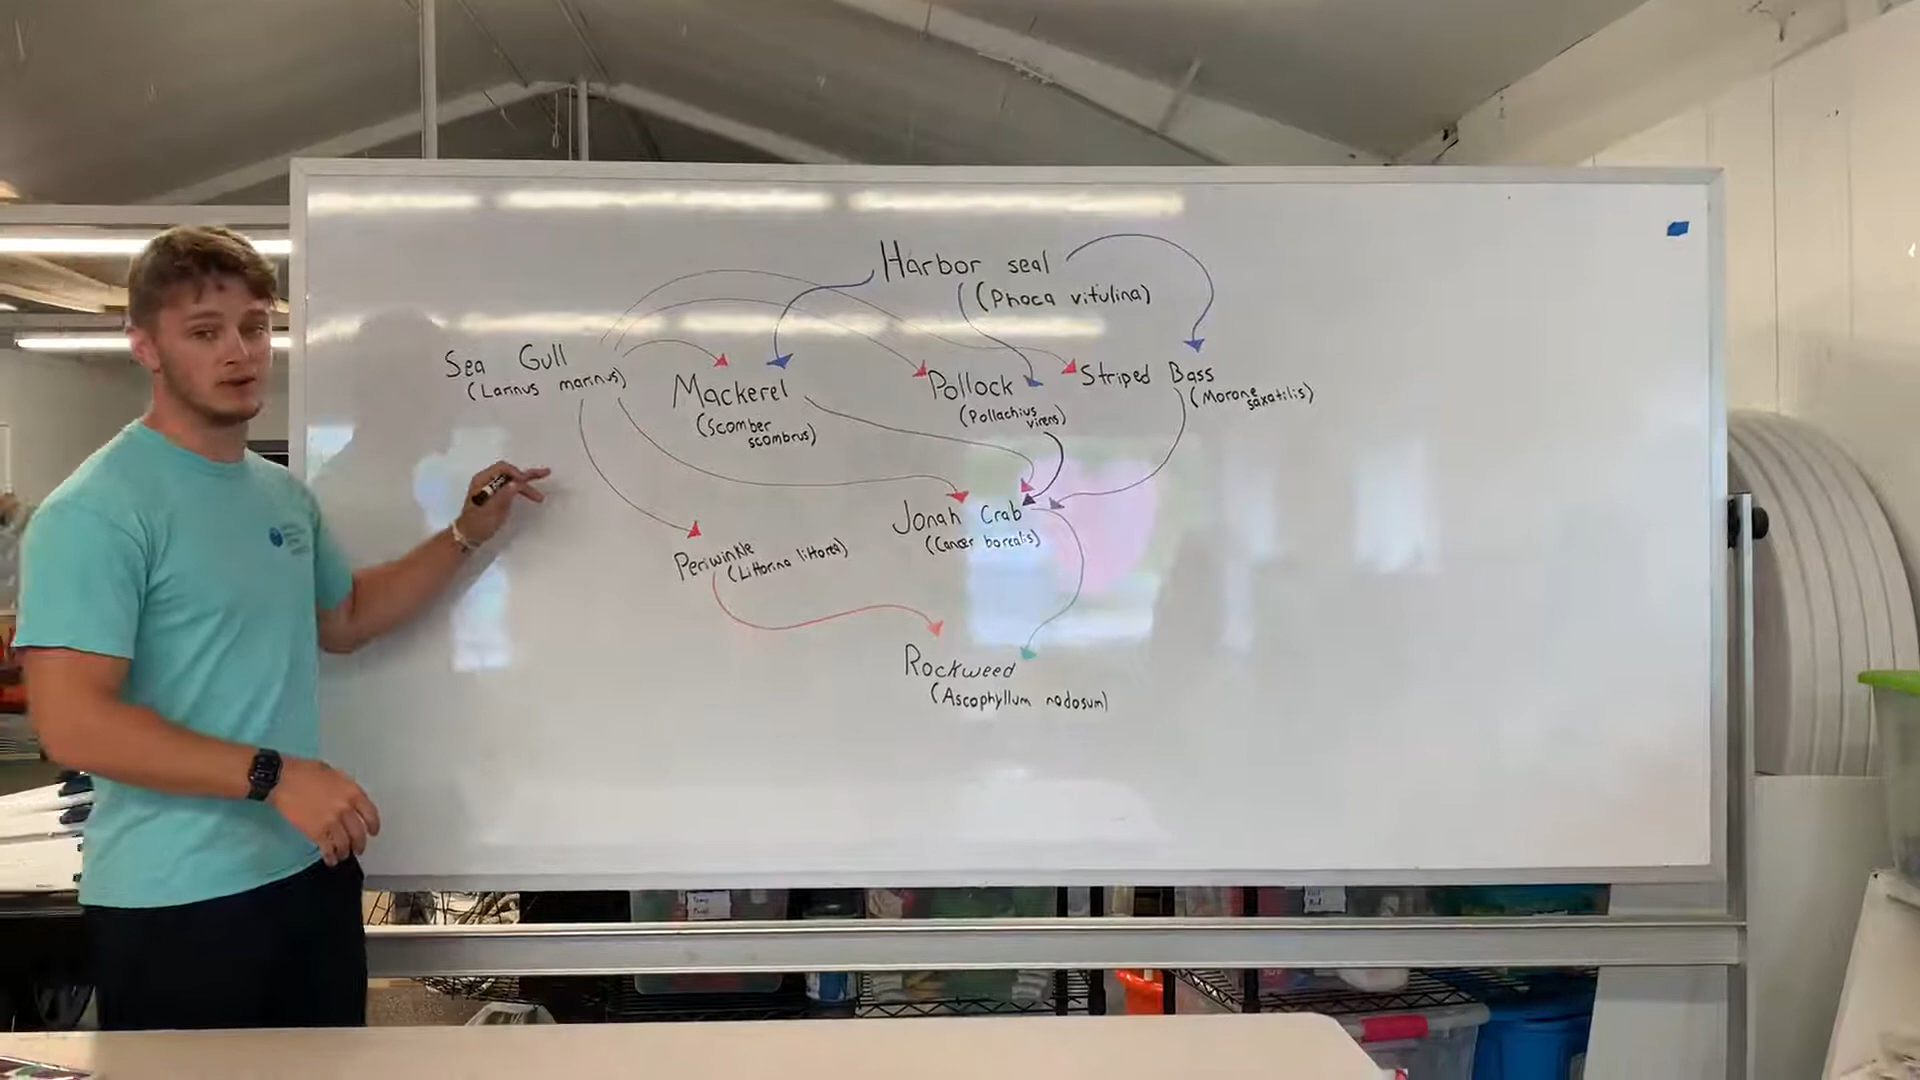 Harbor seal
(Phoca vitulina)
Sea Gull
(Larinus marinus)
Mackerel
(Scomber
scombrus)
Pollock
(Pollachius
virens)
Striped Bass
(Morone
saxatilis)
Jonah Crab
(Cancer borealis)
Periwinkle
(Littorina littorea)
Rockweed
(Ascophyllum nodosum)